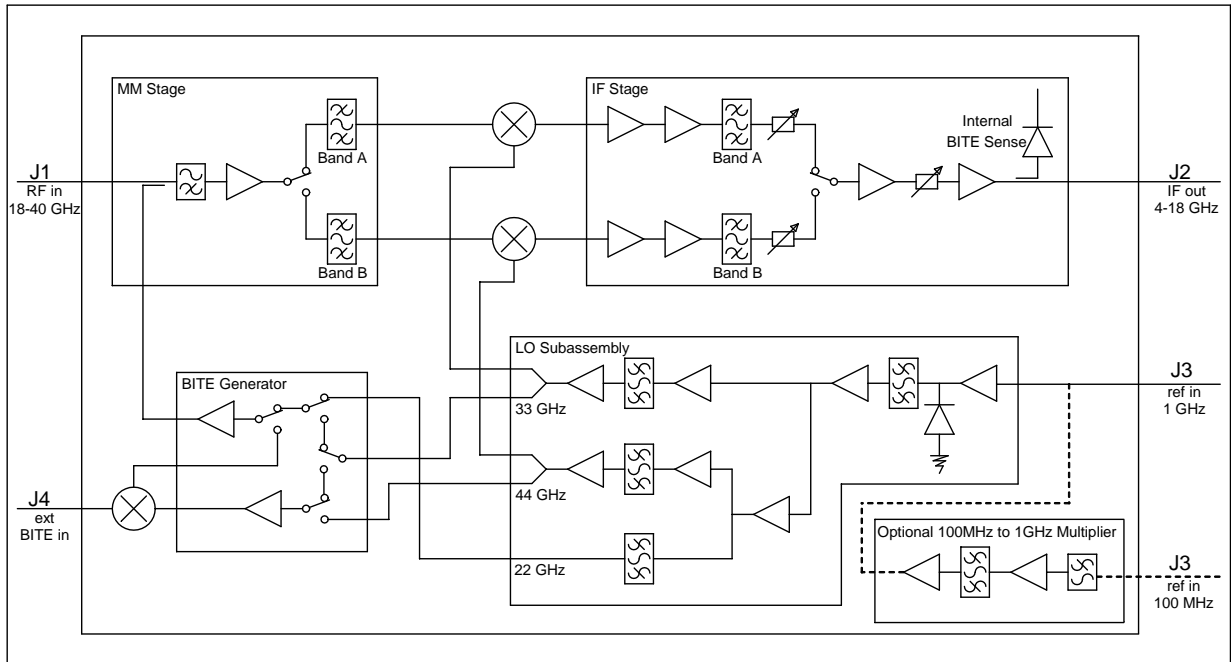 MM Stage
Band A
Band B
J1
RF in
18-40 GHz
IF Stage
Band A
Band B
Internal
BITE Sense
J2
IF out
4-18 GHz
BITE Generator
J4
ext
BITE in
LO Subassembly
33 GHz
44 GHz
22 GHz
J3
ref in
1 GHz
Optional 100MHz to 1GHz Multiplier
J3
ref in
100 MHz